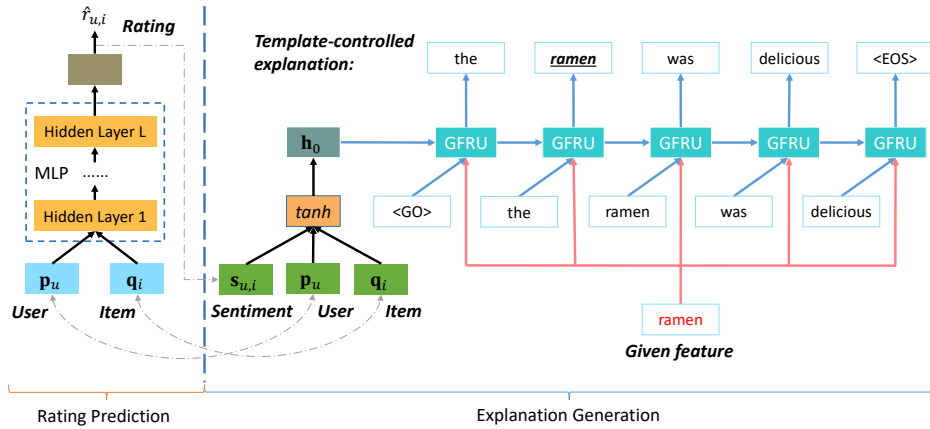 r̂u,i
Rating
Hidden Layer L
MLP ......
Hidden Layer 1
pu qi
User Item
Template-controlled
explanation:
the ramen was delicious <EOS>
h0 GFRU GFRU GFRU GFRU GFRU
tanh <GO> the ramen was delicious
su,i pu qi
Sentiment User Item
ramen
Given feature
Rating Prediction Explanation Generation